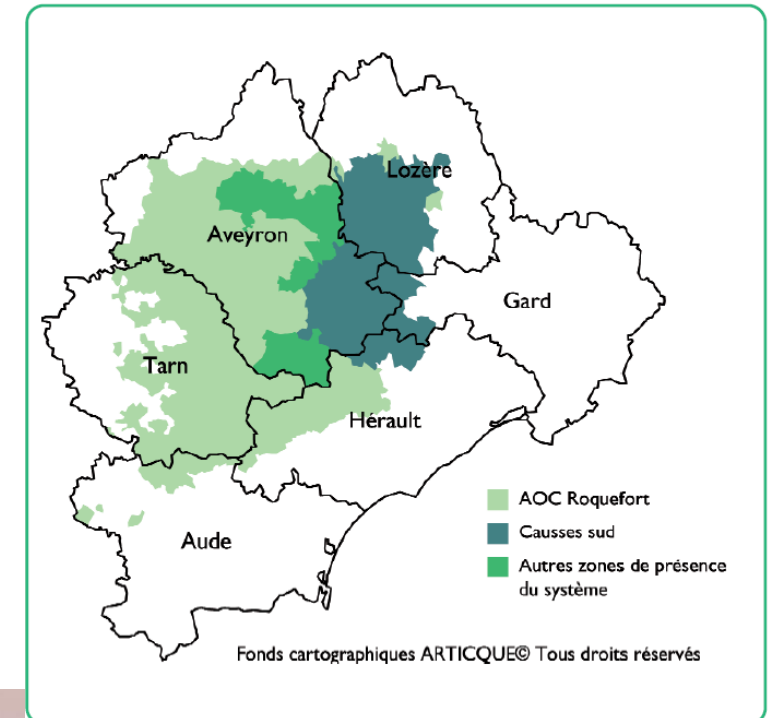 Lozère
Aveyron
Gard
Tarn
Hérault
Aude
AOC Roquefort
Causses sud
Autres zones de présence
du système
Fonds cartographiques ARTICQUE© Tous droits réservés